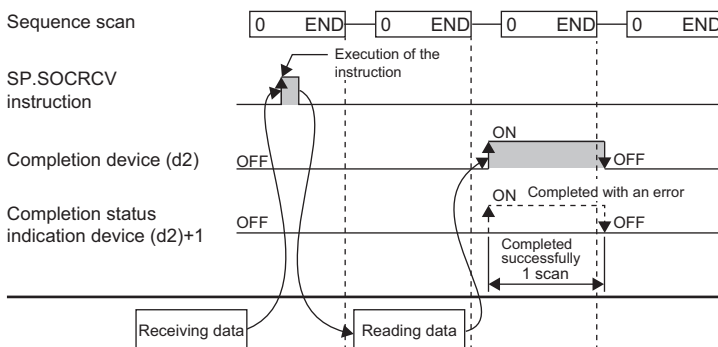 Sequence scan
0 END 0 END 0 END 0 END
Execution of the
instruction
SP.SOCRCV
instruction
ON
Completion device (d2)
OFF
OFF
ON
Completed with an error
Completion status
indication device (d2)+1
OFF
OFF
Completed
successfully
1 scan
Receiving data
Reading data